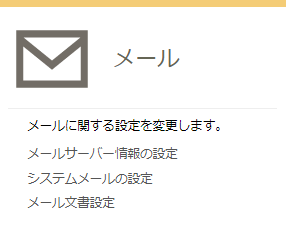 メール
メールに関する設定を変更します。
メールサーバー情報の設定
システムメールの設定
メール文書設定